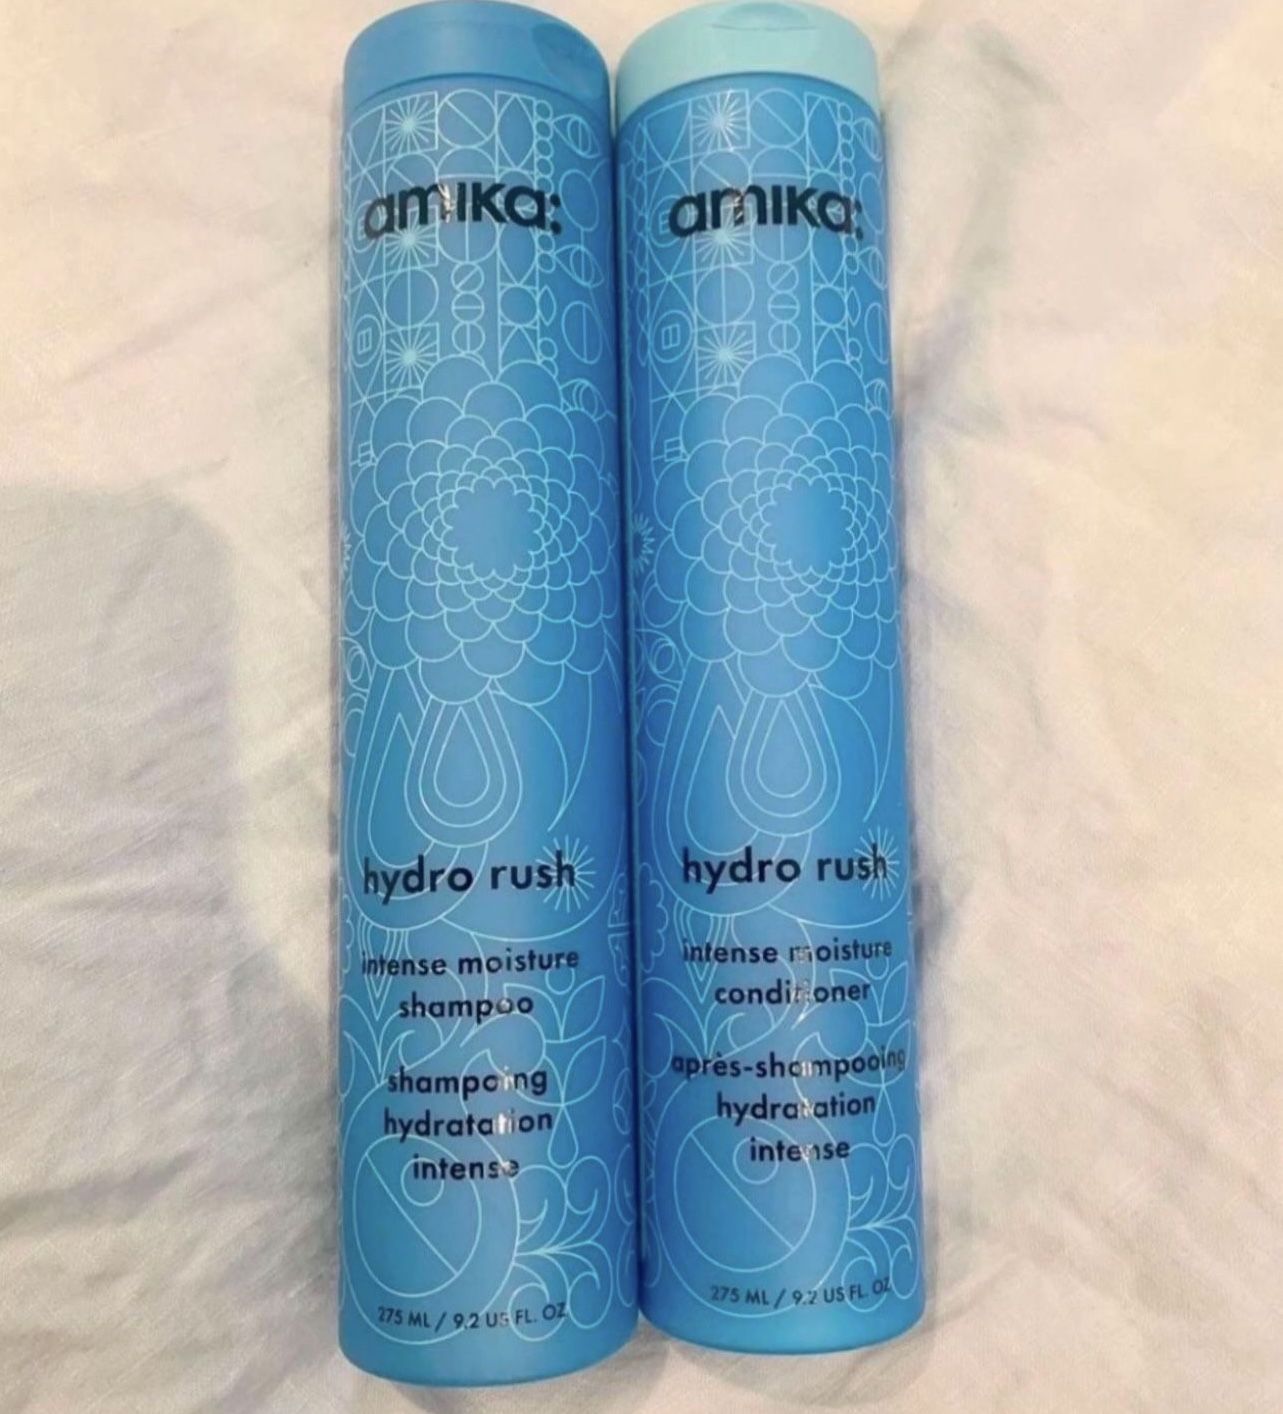 amika:
hydro rush
intense moisture
shampoo
shampoing
hydratation
intense
275 ML / 9.2 US FL. OZ
amika:
hydro rush
intense moisture
conditioner
après-shampooing
hydratation
intense
275 ML / 9.2 US FL. OZ